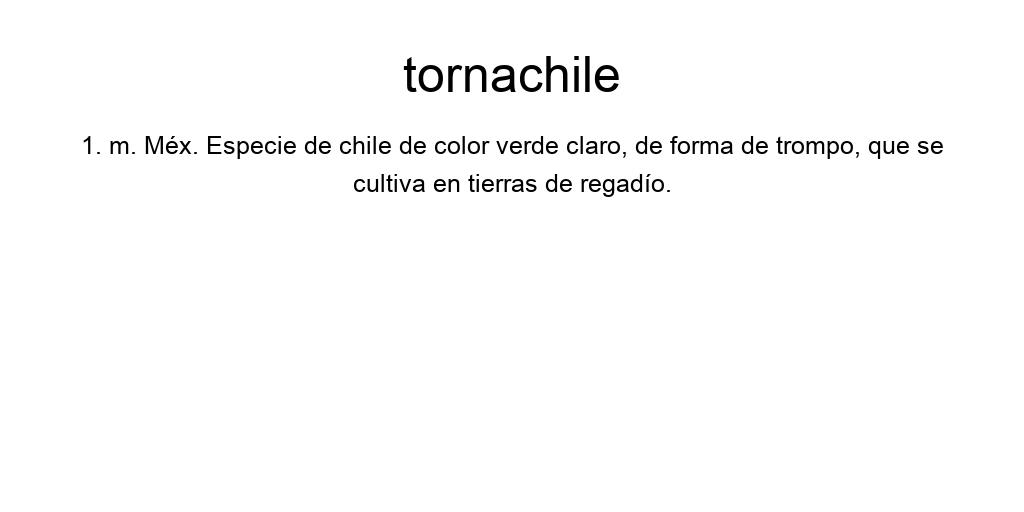 tornachile
1. m. Méx. Especie de chile de color verde claro, de forma de trompo, que se
cultiva en tierras de regadío.